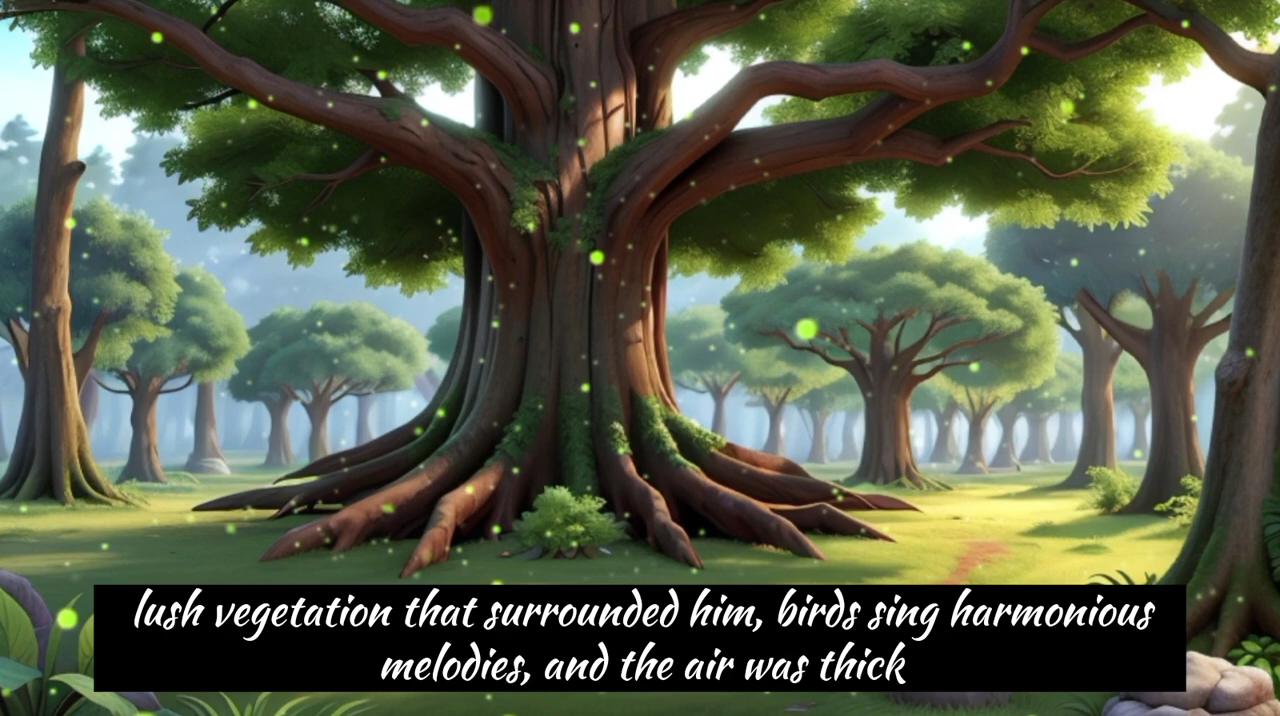 lush vegetation that surrounded him, birds sing harmonious
melodies, and the air was thick